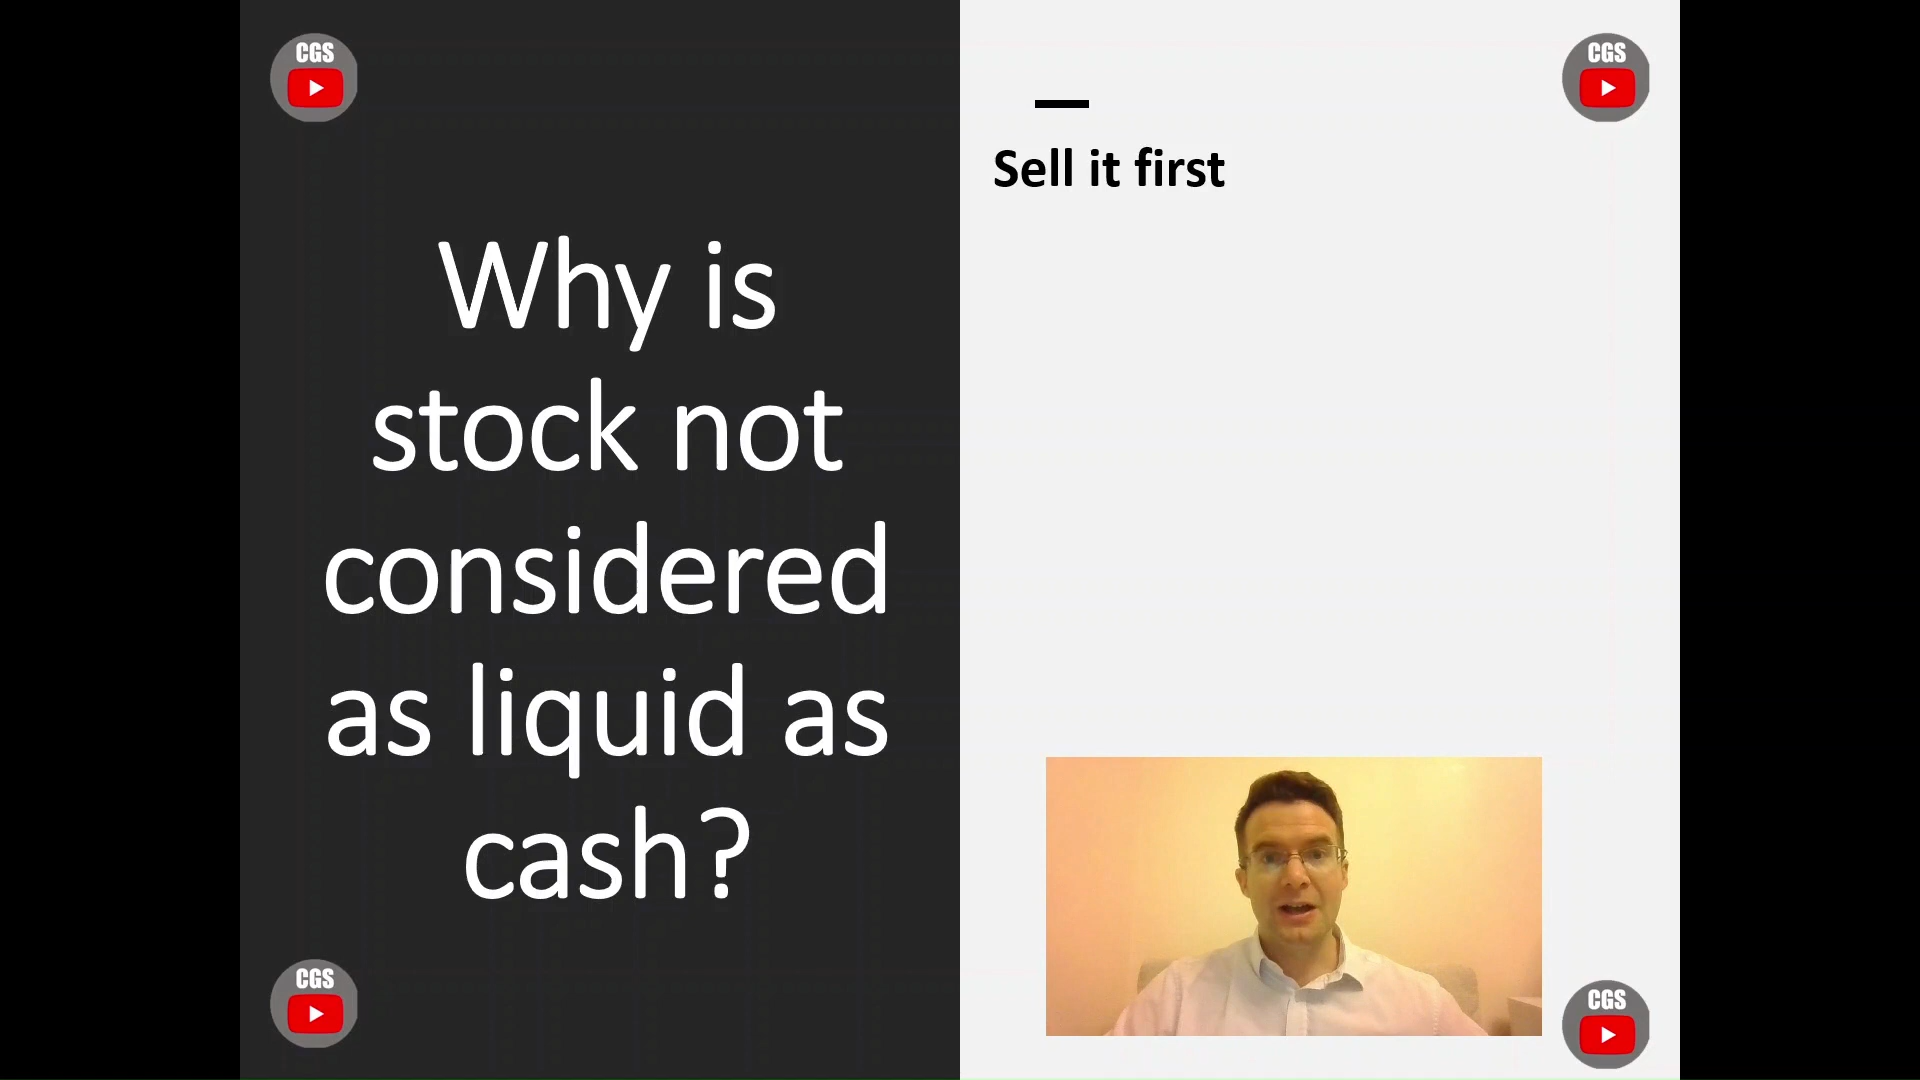 CGS
CGS
Why is
stock not
considered
as liquid as
cash?
Sell it first
CGS
CGS